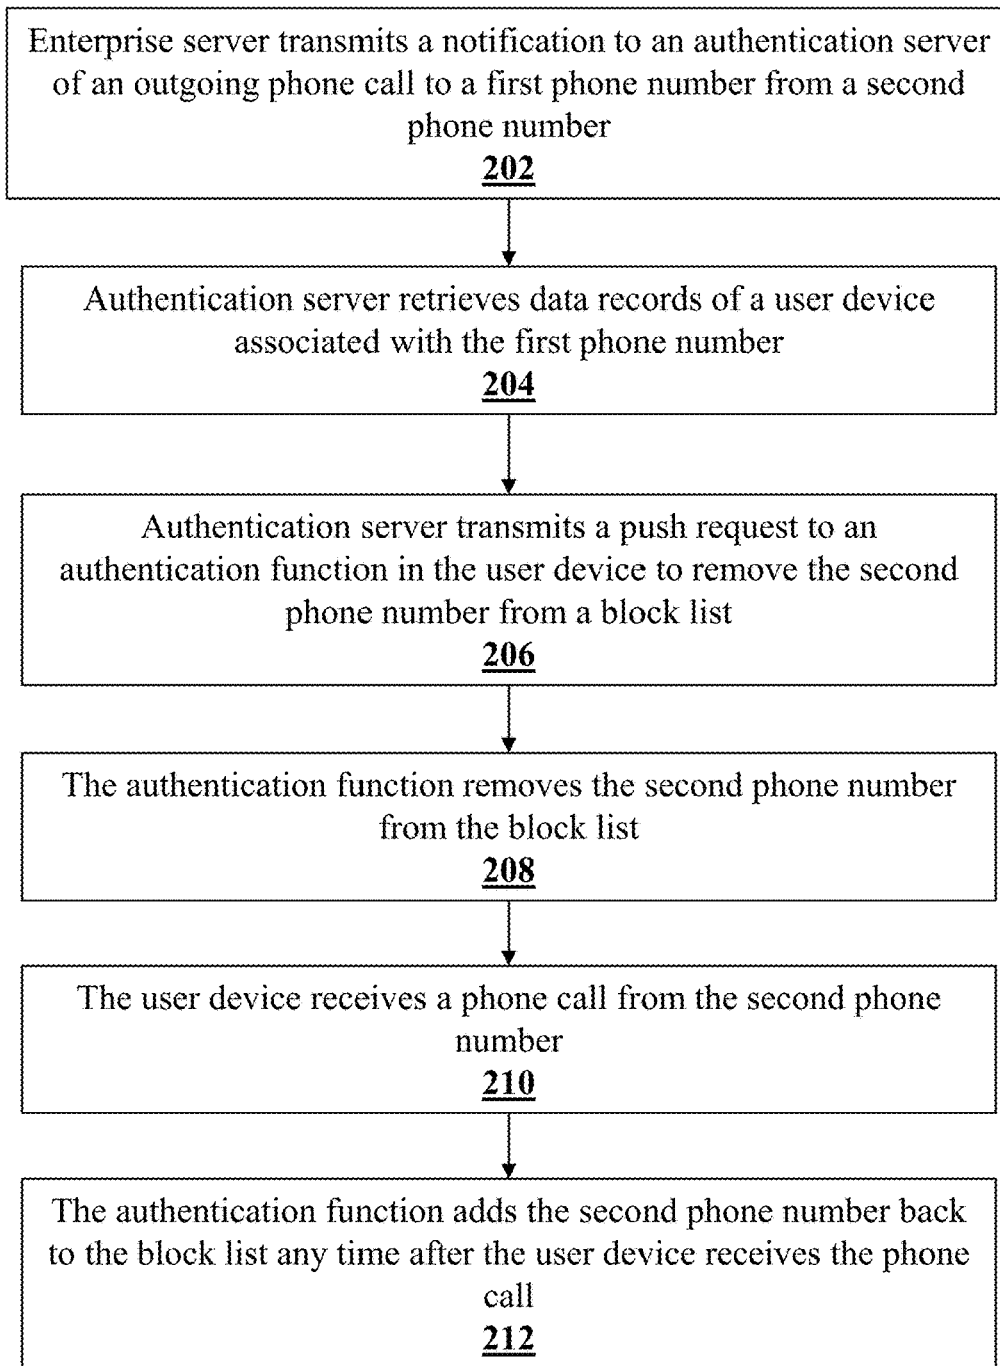 Enterprise server transmits a notification to an authentication server
of an outgoing phone call to a first phone number from a second
phone number
202
Authentication server retrieves data records of a user device
associated with the first phone number
204
Authentication server transmits a push request to an
authentication function in the user device to remove the second
phone number from a block list
206
The authentication function removes the second phone number
from the block list
208
The user device receives a phone call from the second phone
number
210
The authentication function adds the second phone number back
to the block list any time after the user device receives the phone
call
212